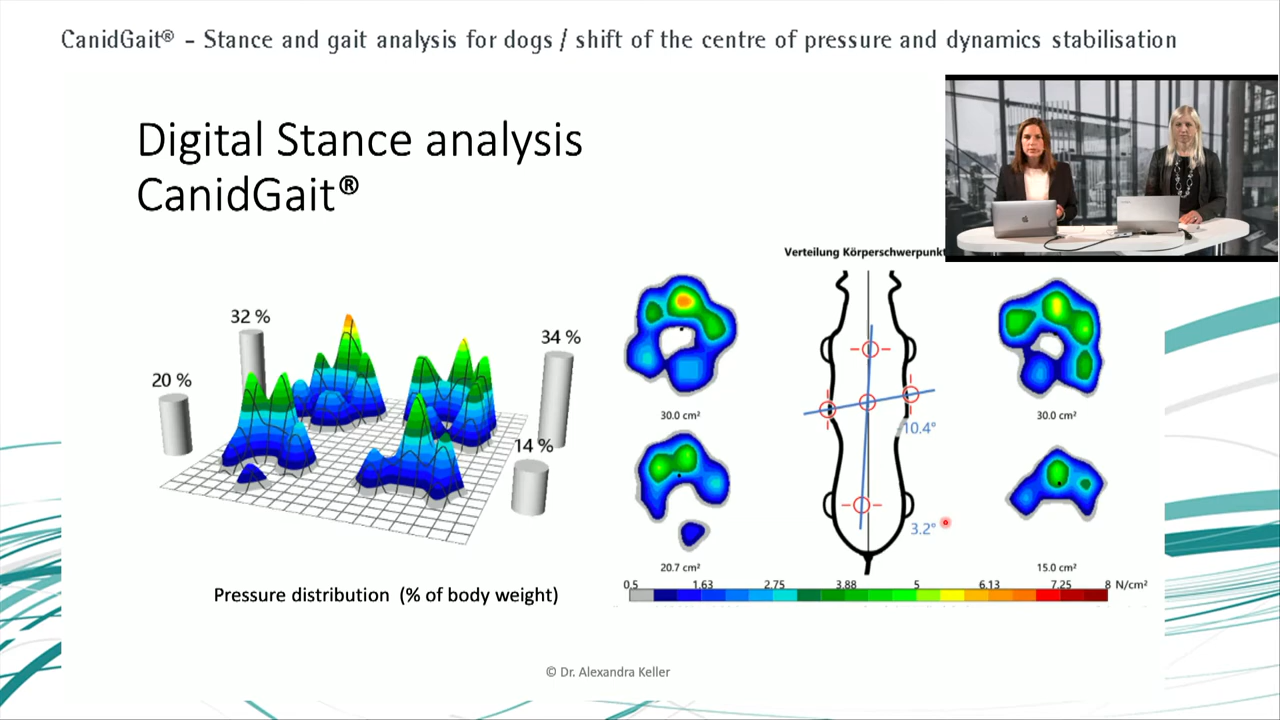 CanidGait® - Stance and gait analysis for dogs / shift of the centre of pressure and dynamics stabilisation
Digital Stance analysis
CanidGait®
Verteilung Körperschwerpunkt
32 %
34 %
20 %
14 %
30.0 cm²
30.0 cm²
10.4°
3.2°
20.7 cm²
15.0 cm²
0.5 1.63 2.75 3.88 5 6.13 7.25 8 N/cm²
Pressure distribution (% of body weight)
© Dr. Alexandra Keller